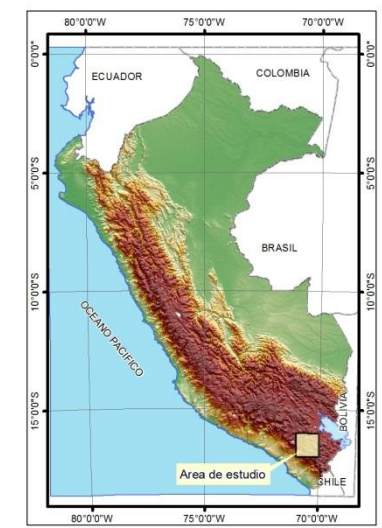 80°0'0"O 75°0'0"O 70°0'0"O
0°0'0" 0°0'0"
ECUADOR COLOMBIA
5°0'0"S 5°0'0"S
BRASIL
10°0'0"S 10°0'0"S
OCEANO PACIFICO
15°0'0"S 15°0'0"S
BOLIVIA
Area de estudio
CHILE
80°0'0"O 75°0'0"O 70°0'0"O